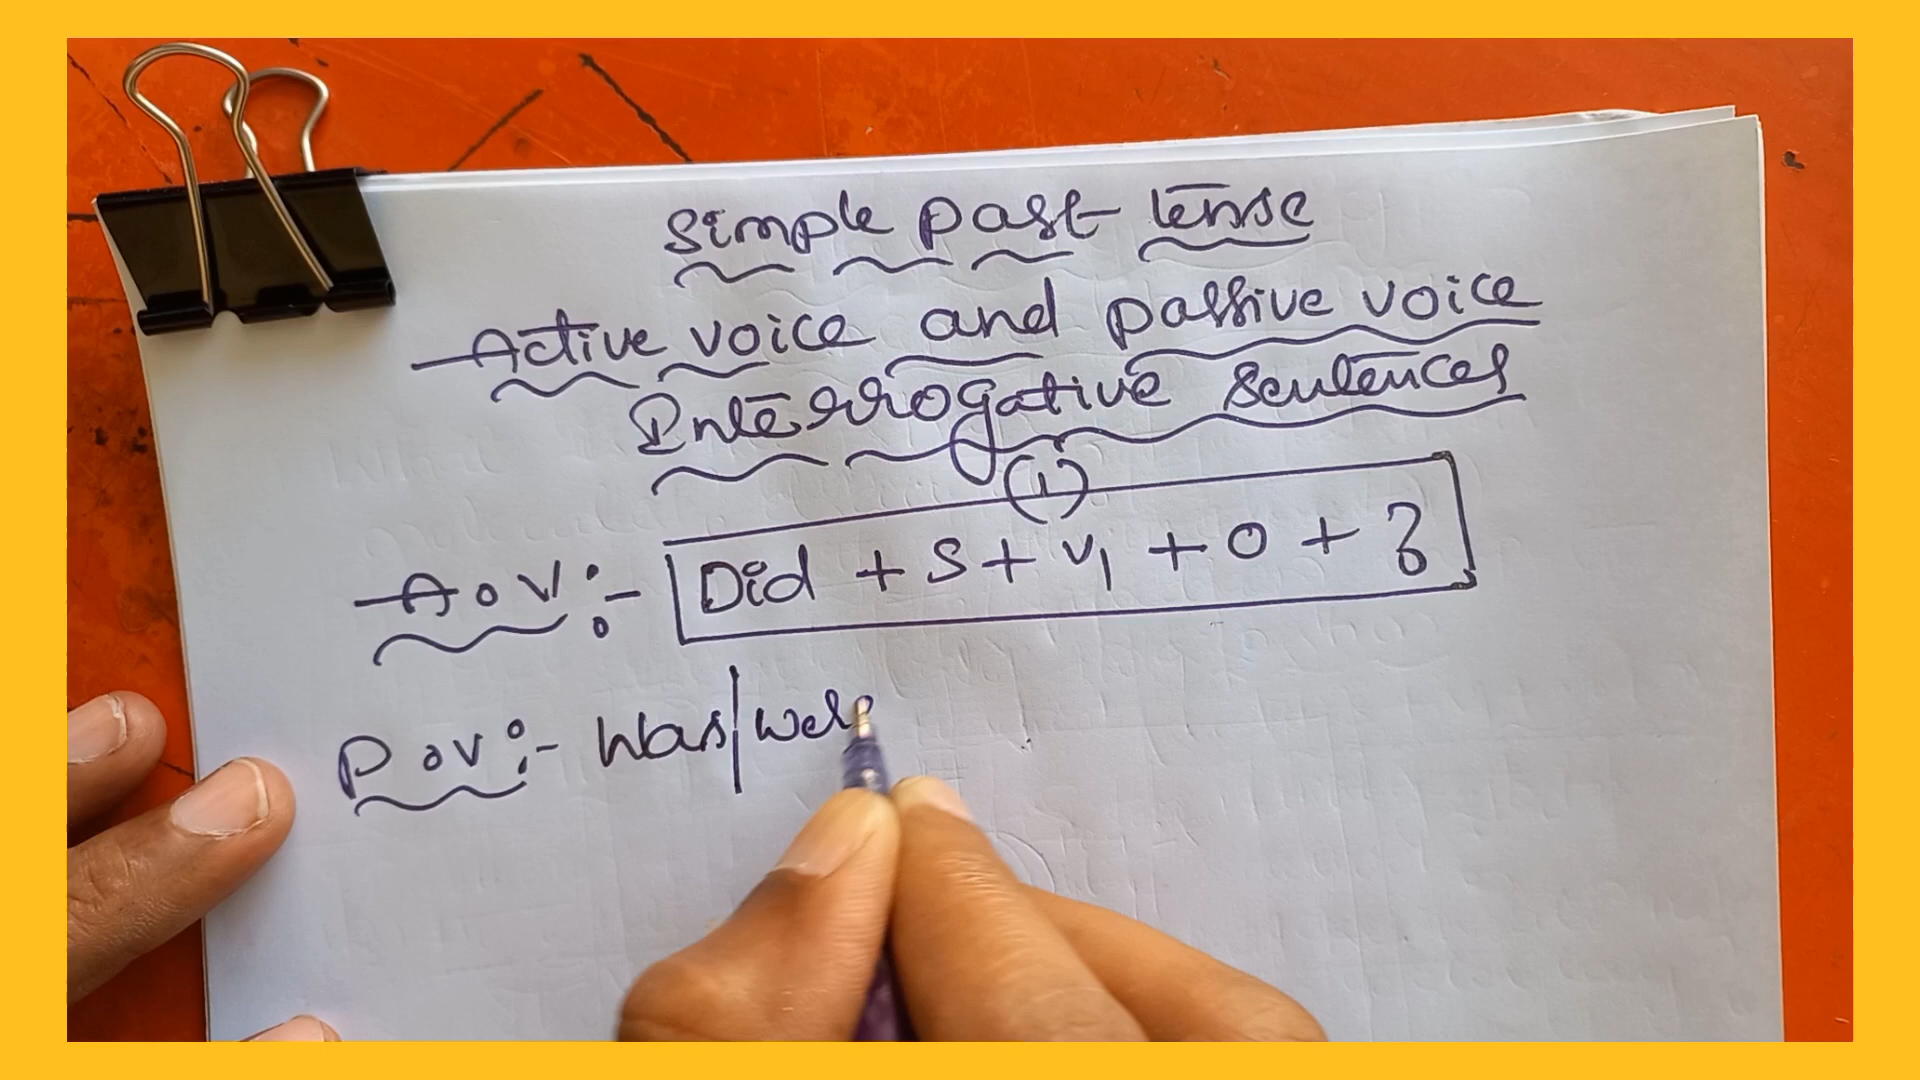 Simple past tense
Active voice and passive voice
Interrogative sentences
(1)
A.V:- Did + S + V1 + O + ?
P.V:- Was/were